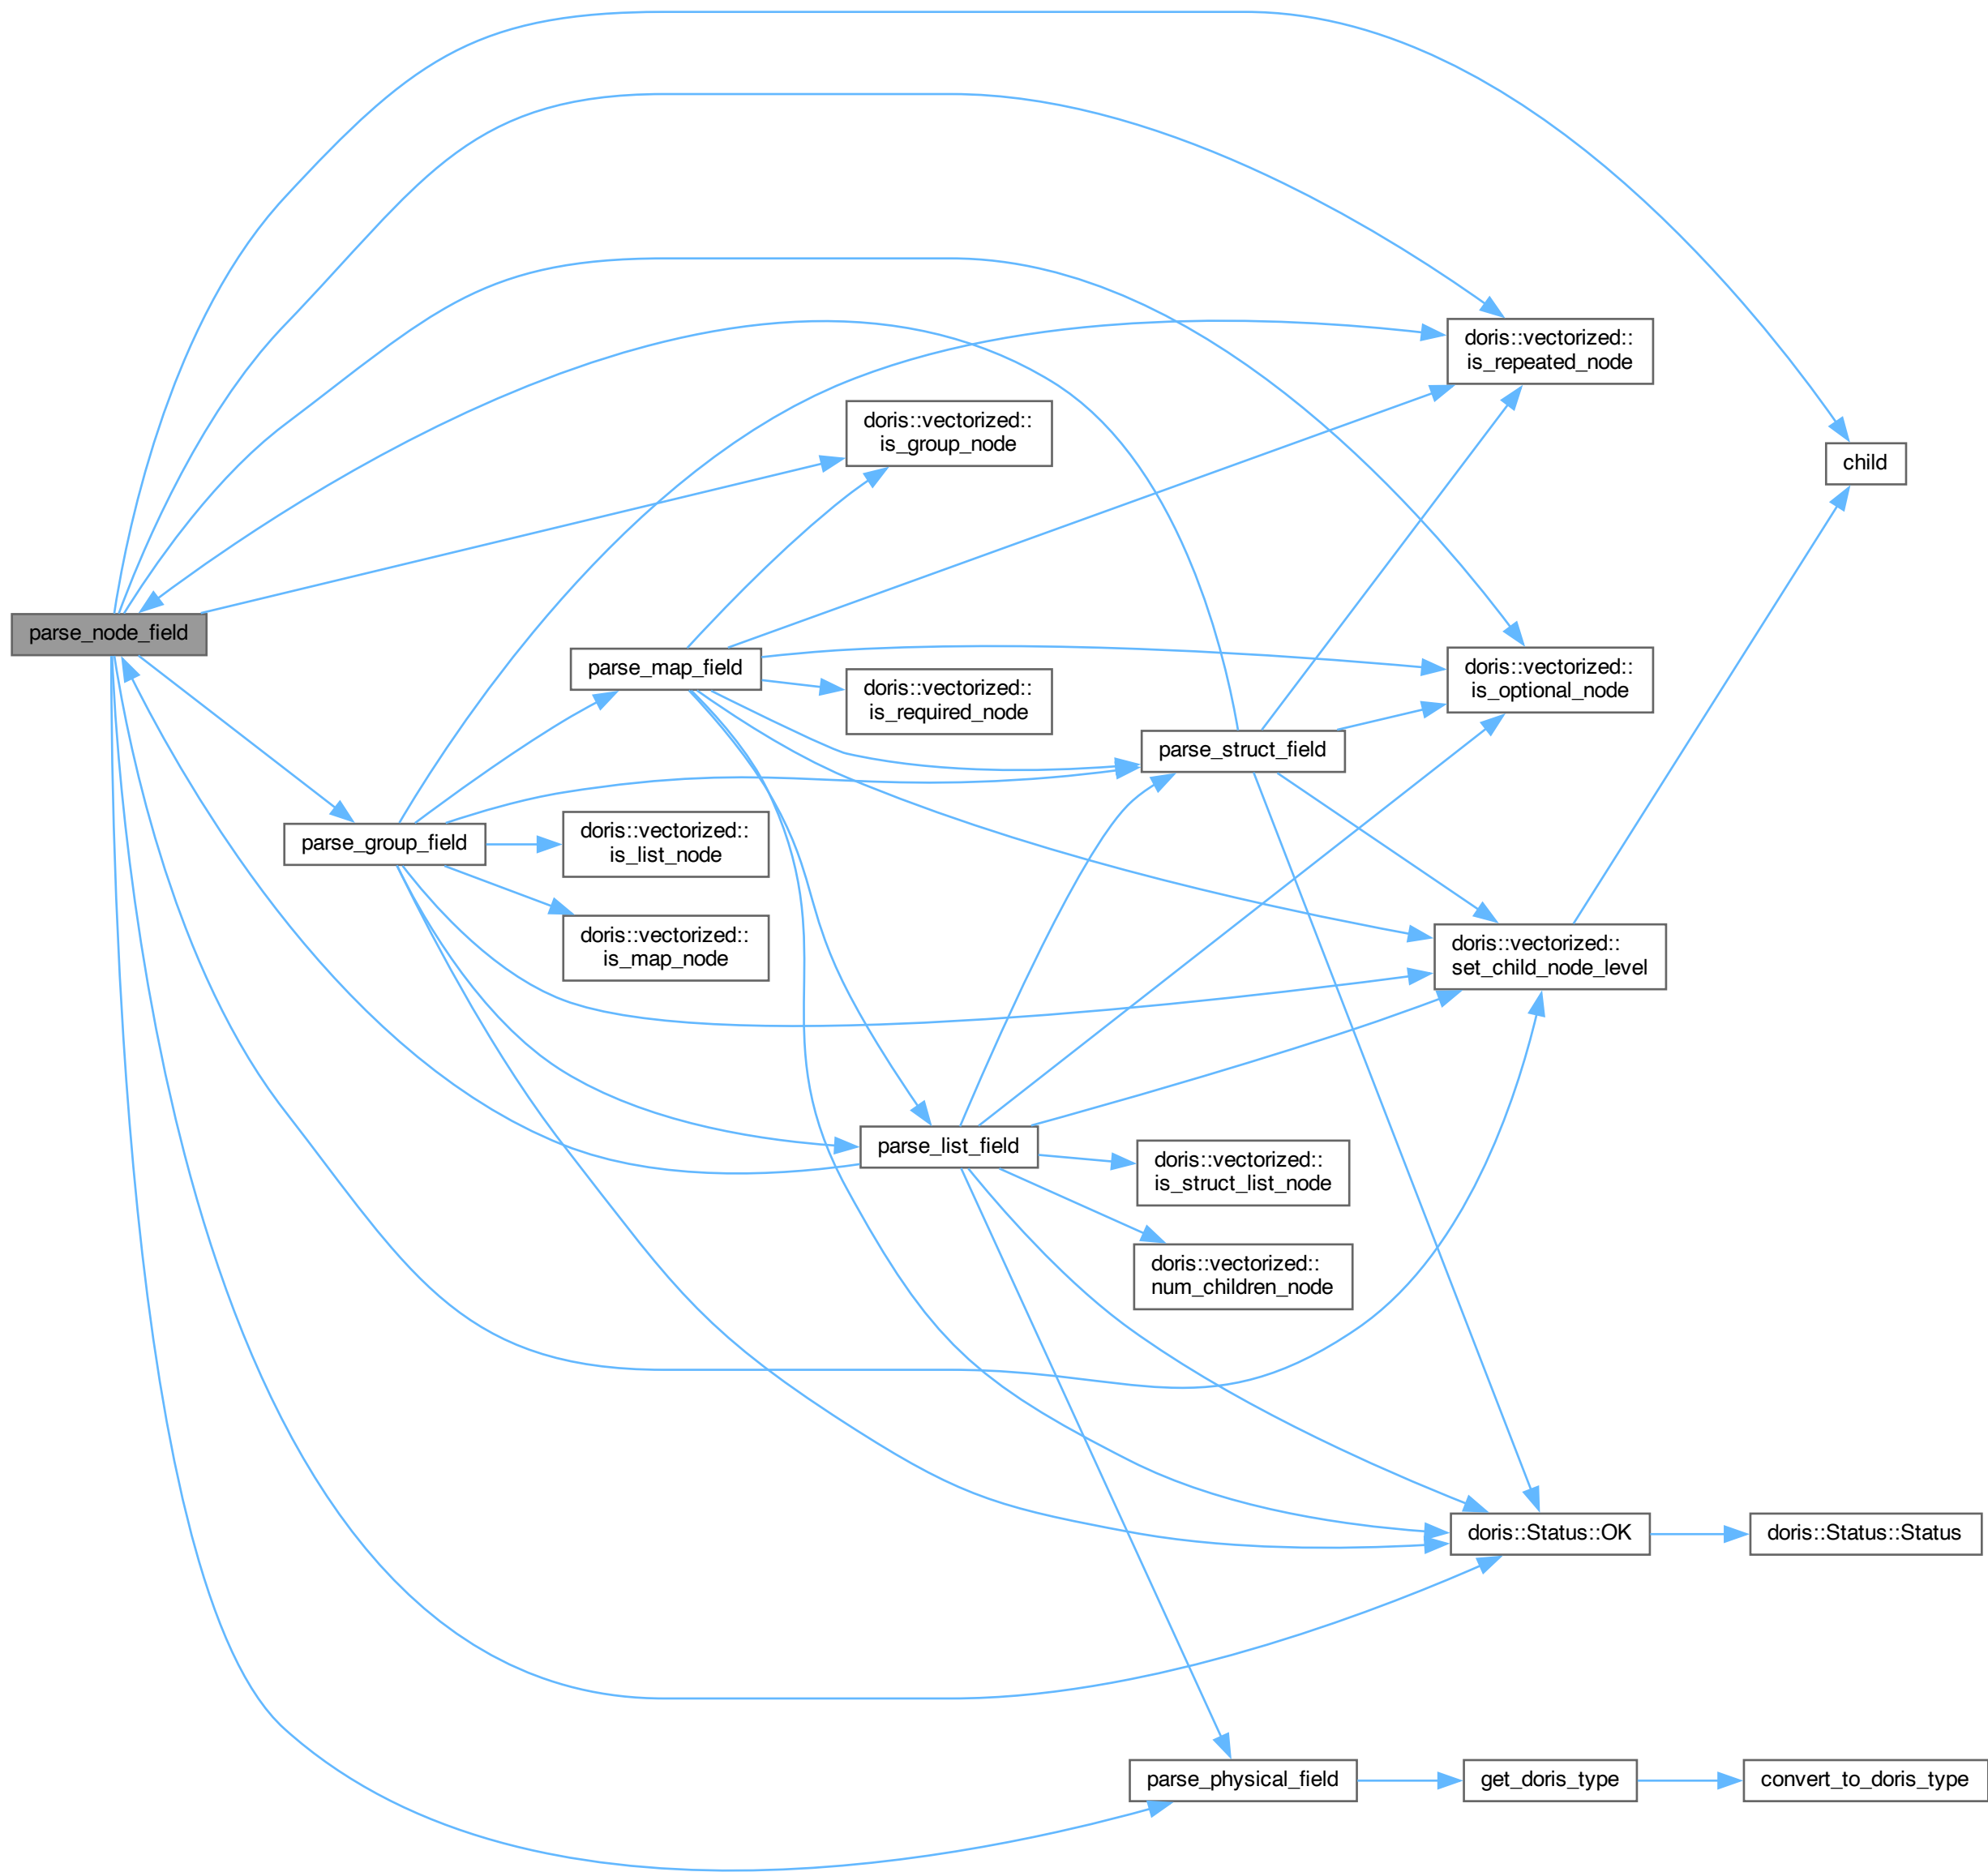 parse_node_field
parse_group_field
parse_map_field
doris::vectorized::
is_list_node
doris::vectorized::
is_map_node
doris::vectorized::
is_group_node
doris::vectorized::
is_required_node
parse_list_field
parse_struct_field
doris::vectorized::
is_struct_list_node
doris::vectorized::
num_children_node
parse_physical_field
doris::vectorized::
is_repeated_node
doris::vectorized::
is_optional_node
doris::vectorized::
set_child_node_level
doris::Status::OK
get_doris_type
child
doris::Status::Status
convert_to_doris_type